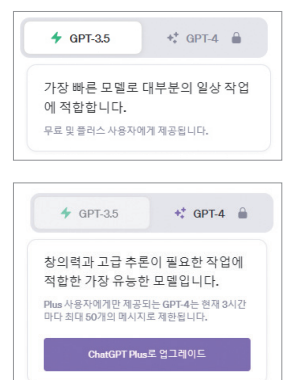 GPT-3.5 GPT-4
가장 빠른 모델로 대부분의 일상 작업
에 적합합니다.
무료 및 플러스 사용자에게 제공됩니다.
GPT-3.5 GPT-4
창의력과 고급 추론이 필요한 작업에
적합한 가장 유능한 모델입니다.
Plus 사용자에게만 제공되는 GPT-4는 현재 3시간
마다 최대 50개의 메시지로 제한됩니다.
ChatGPT Plus로 업그레이드